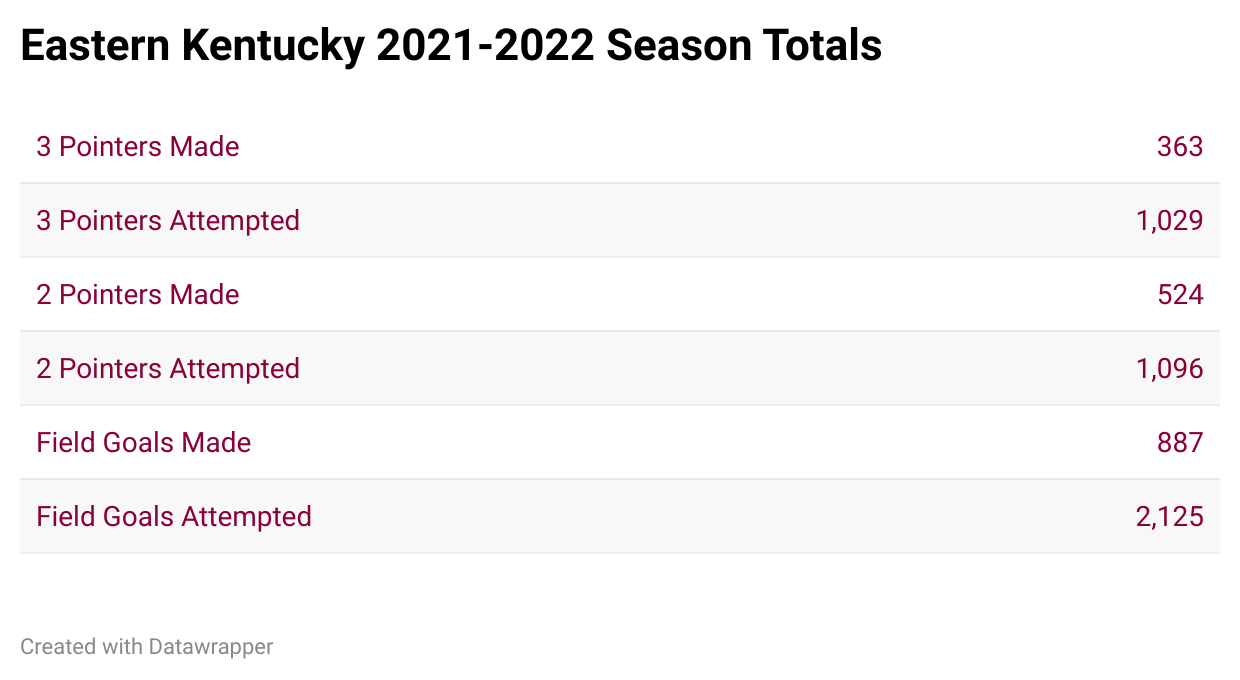 Eastern Kentucky 2021-2022 Season Totals
3 Pointers Made 363
3 Pointers Attempted 1,029
2 Pointers Made 524
2 Pointers Attempted 1,096
Field Goals Made 887
Field Goals Attempted 2,125
Created with Datawrapper